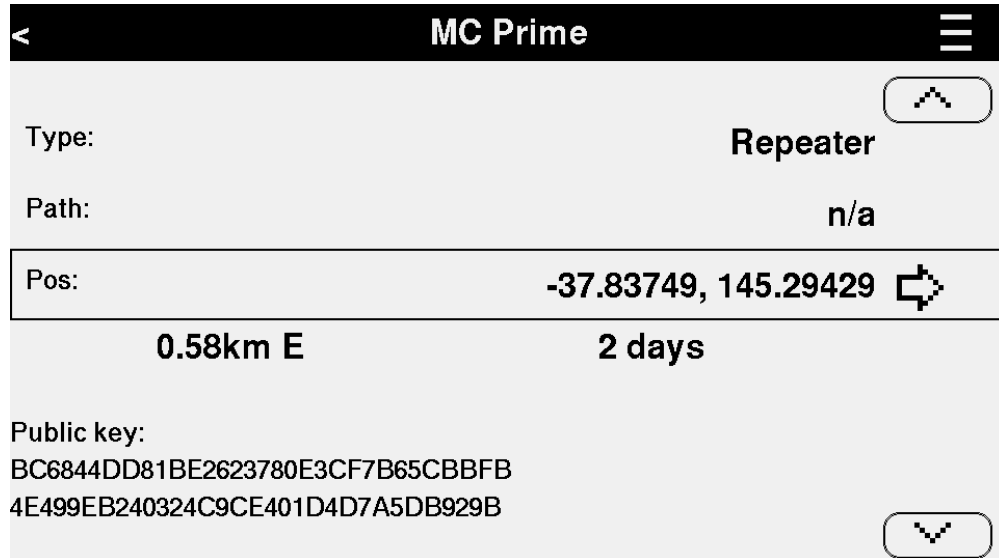 < MC Prime
Type: Repeater
Path: n/a
Pos: -37.83749, 145.29429
0.58km E 2 days
Public key:
BC6844DD81BE2623780E3CF7B65CBBFB
4E499EB240324C9CE401D4D7A5DB929B